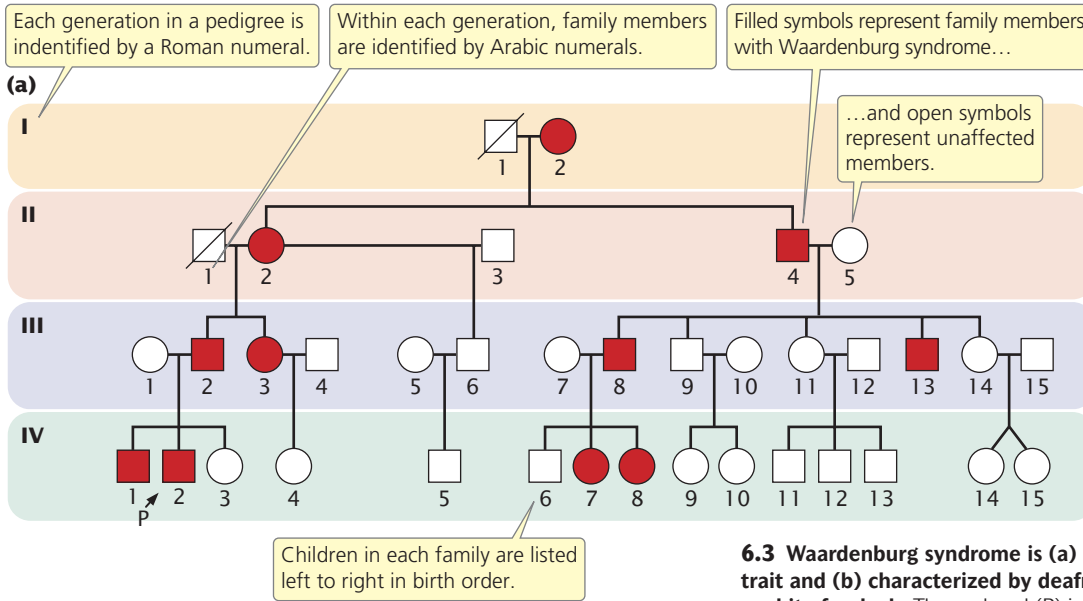 Each generation in a pedigree is
indentified by a Roman numeral.
Within each generation, family members
are identified by Arabic numerals.
Filled symbols represent family members
with Waardenburg syndrome…
(a)
…and open symbols
represent unaffected
members.
I
1 2
II
1 2 3 4 5
III
1 2 3 4 5 6 7 8 9 10 11 12 13 14 15
IV
1 2 3 4 5 6 7 8 9 10 11 12 13 14 15
P
Children in each family are listed
left to right in birth order.
6.3 Waardenburg syndrome is (a)
trait and (b) characterized by